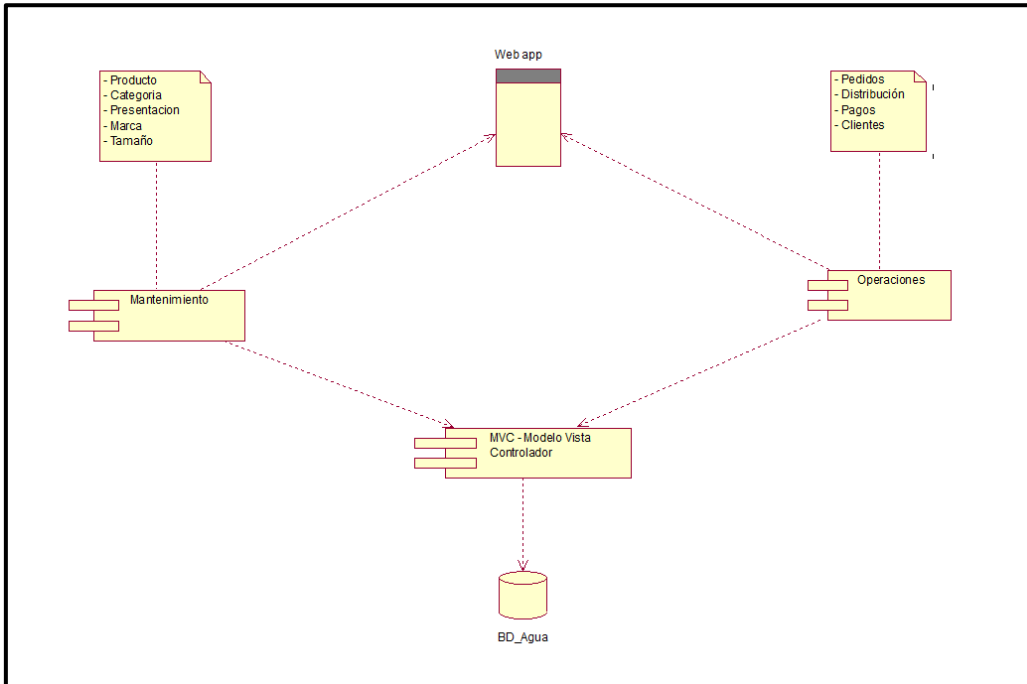 Web app
- Producto
- Categoria
- Presentacion
- Marca
- Tamaño
- Pedidos
- Distribución
- Pagos
- Clientes
Mantenimiento
Operaciones
MVC - Modelo Vista
Controlador
BD_Agua